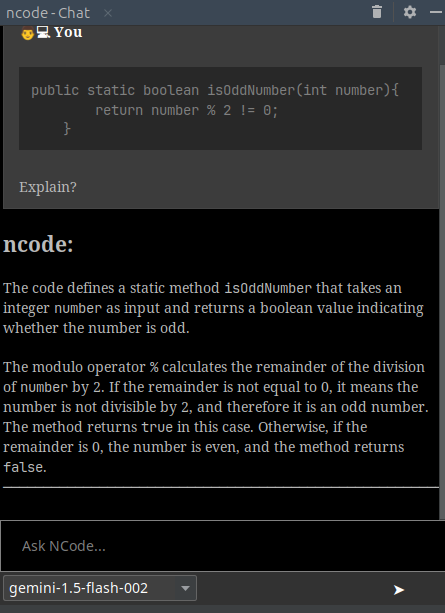 ncode - Chat
You
public static boolean isOddNumber(int number){
return number % 2 != 0;
}
Explain?
ncode:
The code defines a static method isOddNumber that takes an
integer number as input and returns a boolean value indicating
whether the number is odd.
The modulo operator % calculates the remainder of the division
of number by 2. If the remainder is not equal to 0, it means the
number is not divisible by 2, and therefore it is an odd number.
The method returns true in this case. Otherwise, if the
remainder is 0, the number is even, and the method returns
false.
Ask NCode...
gemini-1.5-flash-002